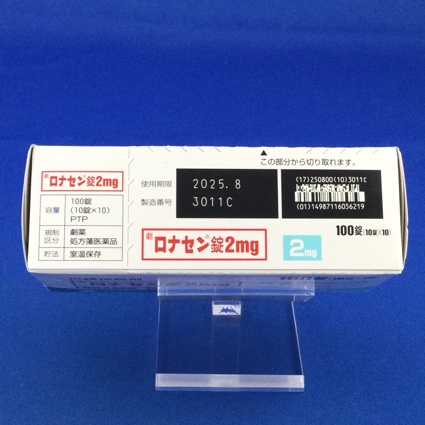 ▲
この部分から切り取れます。
劇 ロナセン®錠2mg
容量
100錠
(10錠×10)
PTP
規制
区分
劇薬
処方箋医薬品
貯法
室温保存
使用期限
2025.8
製造番号
3011C
(17)250800(10)3011C
(01)14987116056219
劇 ロナセン®錠2mg
2mg
100錠(10錠×10)